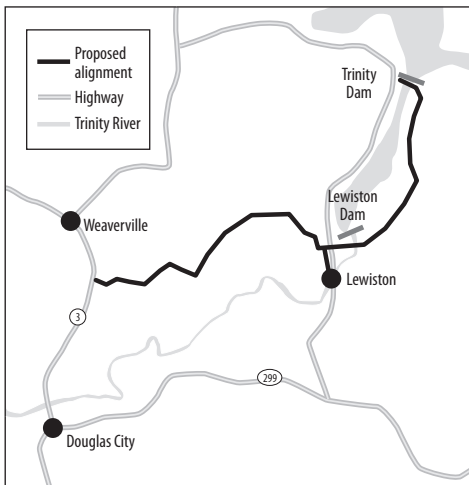 Proposed
alignment
Highway
Trinity River
Trinity
Dam
Lewiston
Dam
Weaverville
Lewiston
3
299
Douglas City